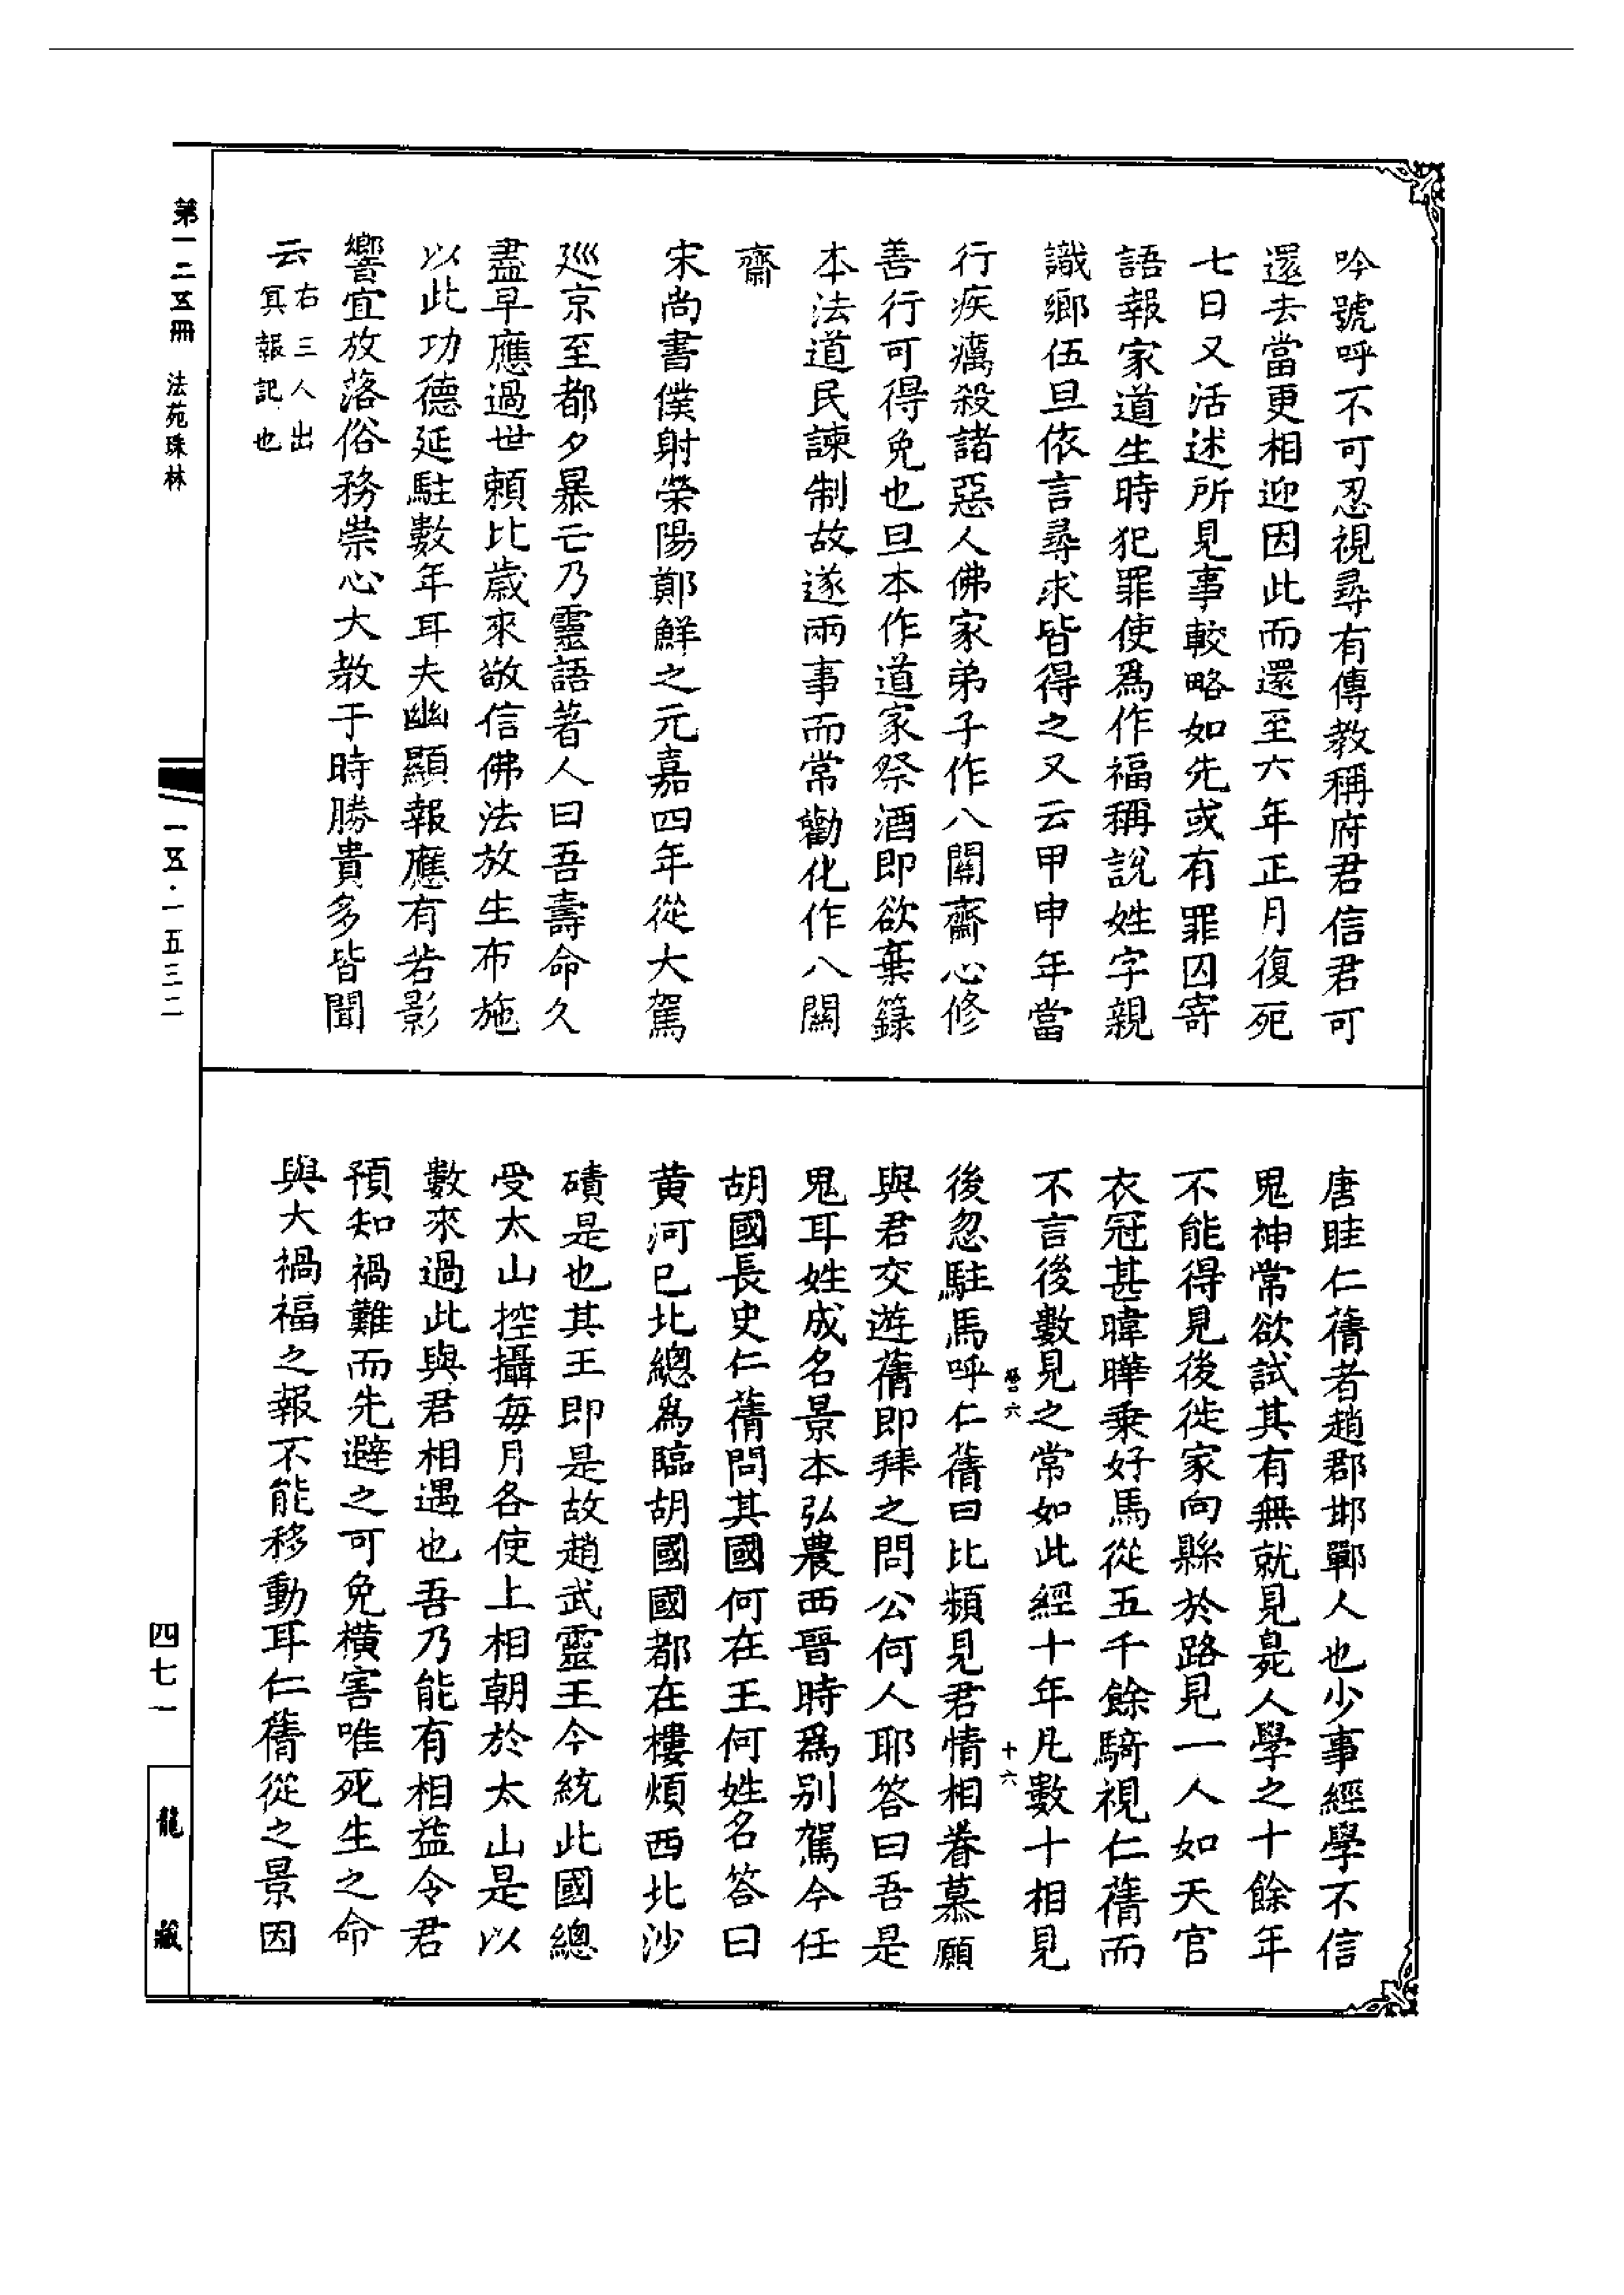 吟號呼不可忍視尋有傳教稱府君信君可
還去當更相迎因此而還至六年正月復死
七日又活述所見事較略如先或有罪囚寄
語報家道生時犯罪使爲作福稱說姓字親
識鄉伍旦依言尋求皆得之又云甲申年當
行疾癘殺諸惡人佛家弟子作八關齋心修
善行可得免也旦本作道家祭酒即欲棄籙
本法道民諫制故遂兩事而常勸化作八關
齋
宋尚書僕射榮陽鄭鮮之元嘉四年從大駕
巡京至都夕暴亡乃靈語著人曰吾壽命久
盡早應過世賴比歲來敬信佛法放生布施
以此功德延駐數年耳夫幽顯報應有若影
響宜放落俗務崇心大教于時勝貴多皆聞
云右三人出
冥報記也
唐眭仁蒨者趙郡邯鄲人也少事經學不信
鬼神常欲試其有無就見鬼人學之十餘年
不能得見後徙家向縣於路見一人如天官
衣冠甚暐曄乘好馬從五千餘騎視仁蒨而
不言後數見之常如此經十年凡數十相見
後忽駐馬呼仁蒨曰比頻見君情相眷慕願
與君交遊蒨即拜之問公何人耶答曰吾是
鬼耳姓成名景本弘農西晉時爲別駕今任
胡國長史仁蒨問其國何在王何姓名答曰
黃河已北總爲臨胡國國都在樓煩西北沙
磧是也其王即是故趙武靈王今統此國總
受太山控攝每月各使上相朝於太山是以
數來過此與君相遇也吾乃能有相益令君
預知禍難而先避之可免橫害唯死生之命
與大禍福之報不能移動耳仁蒨從之景因
六
十六
第一二五冊 法苑珠林
一五·一五三二
四七一
龍藏